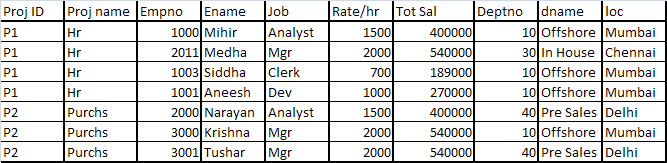 Proj ID Proj name Empno Ename Job Rate/hr Tot Sal Deptno dname loc
P1 Hr 1000 Mihir Analyst 1500 400000 10 Offshore Mumbai
P1 Hr 2011 Medha Mgr 2000 540000 30 In House Chennai
P1 Hr 1003 Siddha Clerk 700 189000 10 Offshore Mumbai
P1 Hr 1001 Aneesh Dev 1000 270000 10 Offshore Mumbai
P2 Purchs 2000 Narayan Analyst 1500 400000 40 Pre Sales Delhi
P2 Purchs 3000 Krishna Mgr 2000 540000 10 Offshore Mumbai
P2 Purchs 3001 Tushar Mgr 2000 540000 40 Pre Sales Delhi